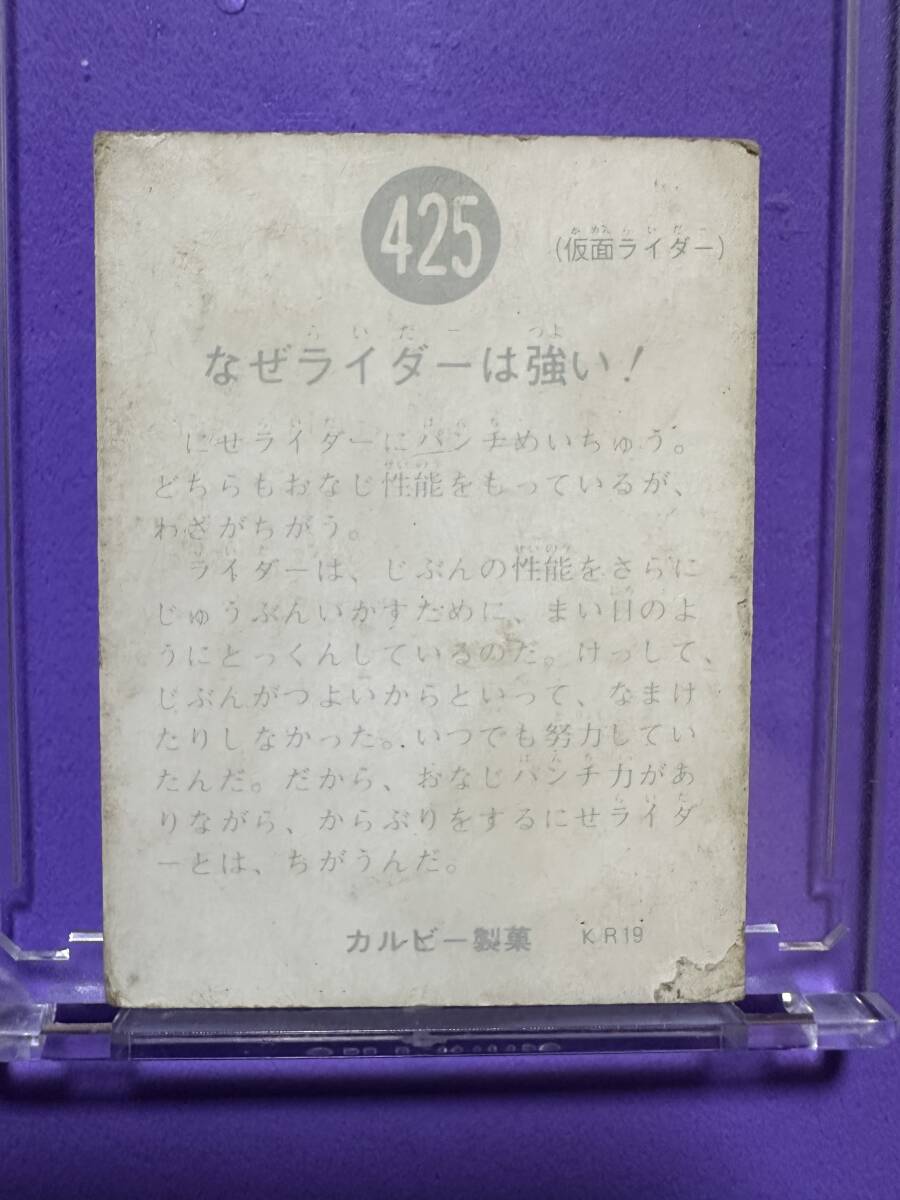 425
(仮面ライダー)
なぜライダーは強い!
にせライダーにパンチめいちゅう。
どちらもおなじ性能をもっているが、
わざがちがう。
ライダーは、じぶんの性能をさらに
じゅうぶんいかすために、まい日のよ
うにとっくんしているのだ。けっして、
じぶんがつよいからといって、なまけ
たりしなかった。いつでも努力してい
たんだ。だから、おなじパンチ力があ
りながら、からぶりをするにせライダ
ーとは、ちがうんだ。
カルビー製菓 KR19